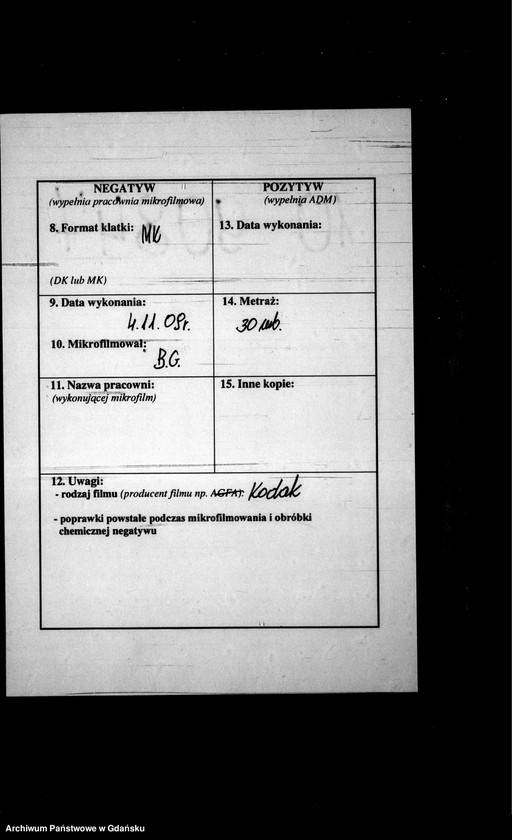 NEGATYW
(wypełnia pracownia mikrofilmowa)
8. Format klatki: MK
(DK lub MK)
9. Data wykonania:
4.11.08r.
10. Mikrofilmował:
B.G.
11. Nazwa pracowni:
(wykonującej mikrofilm)
POZYTYW
(wypełnia ADM)
13. Data wykonania:
14. Metraż:
30
15. Inne kopie:
12. Uwagi:
- rodzaj filmu (producent filmu np. AGFA): Kodak
- poprawki powstałe podczas mikrofilmowania i obróbki
chemicznej negatywu
Archiwum Państwowe w Gdańsku